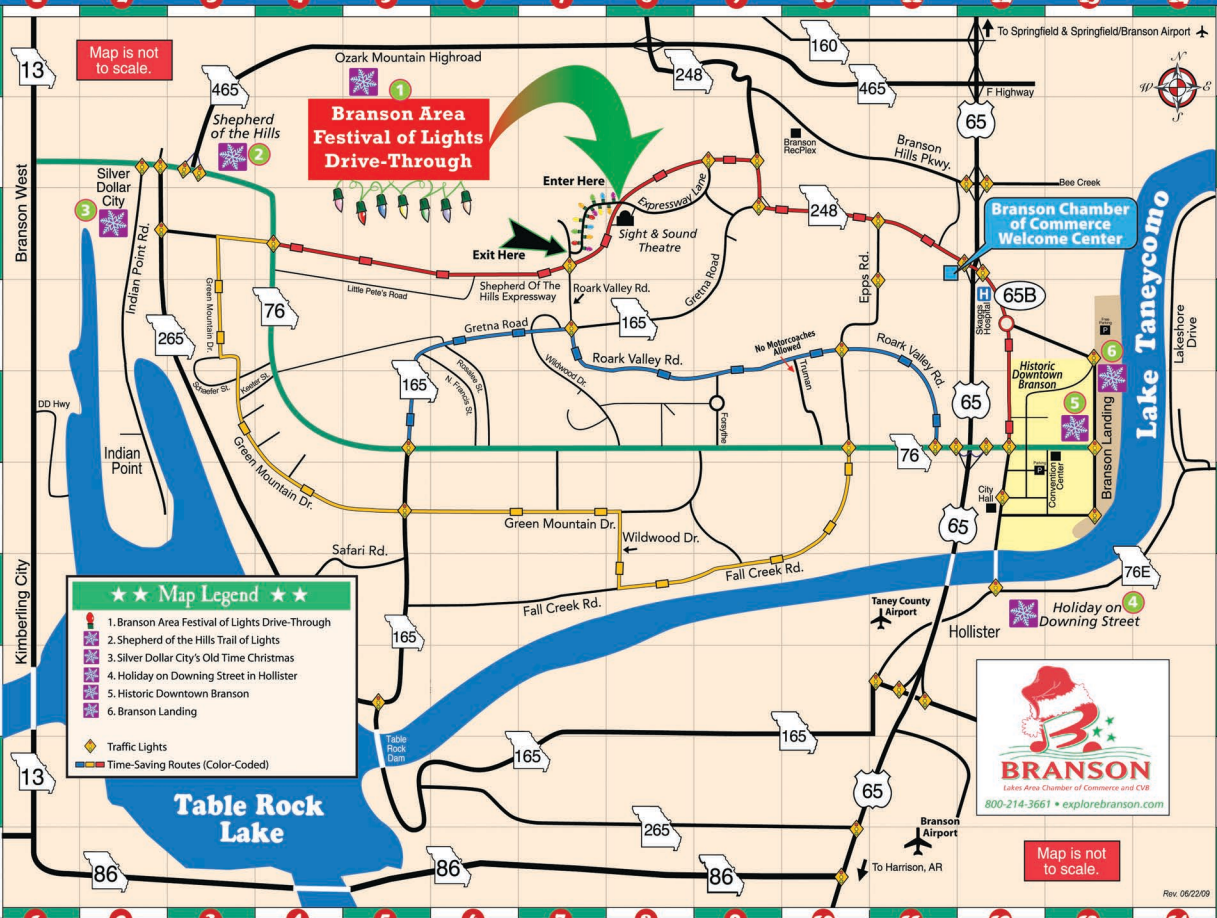 13
Map is not
to scale.
465
Ozark Mountain Highroad
1
Branson Area
Festival of Lights
Drive-Through
248
160
465
To Springfield & Springfield/Branson Airport
F Highway
65
N
W
E
S
Shepherd
of the Hills
2
Branson
RecPlex
Branson
Hills Pkwy.
Bee Creek
Branson West
Silver
Dollar
City
3
Indian Point Rd.
Enter Here
Expressway Lane
Sight & Sound
Theatre
Exit Here
248
Branson Chamber
of Commerce
Welcome Center
Lake Taneycomo
Green Mountain Dr.
76
Little Pete's Road
Shepherd Of The
Hills Expressway
Roark Valley Rd.
Gretna Road
Epps Rd.
H
Skaggs
Hospital
65B
Lakeshore
Drive
265
Gretna Road
165
Roark Valley Rd.
No Motorcoaches
Allowed
Truman
Roark Valley Rd.
Free
Parking
P
6
Historic
Downtown
Branson
5
Schaefer St.
Keeter St.
165
Rosalee St.
N. Francis St.
Wildwood Dr.
Forsythe
65
DD Hwy
Indian
Point
Green Mountain Dr.
76
Parking
P
Convention
Center
City
Hall
Branson Landing
Green Mountain Dr.
Wildwood Dr.
65
Safari Rd.
Fall Creek Rd.
Fall Creek Rd.
76E
Kimberling City
Map Legend
1. Branson Area Festival of Lights Drive-Through
2. Shepherd of the Hills Trail of Lights
3. Silver Dollar City's Old Time Christmas
4. Holiday on Downing Street in Hollister
5. Historic Downtown Branson
6. Branson Landing
Traffic Lights
Time-Saving Routes (Color-Coded)
165
Taney County
Airport
Hollister
Holiday on
Downing Street
4
Table
Rock
Dam
165
165
13
Table Rock
Lake
65
BRANSON
Lakes Area Chamber of Commerce and CVB
800-214-3661 • explorebranson.com
265
Branson
Airport
86
86
86
To Harrison, AR
Map is not
to scale.
Rev. 06/22/09